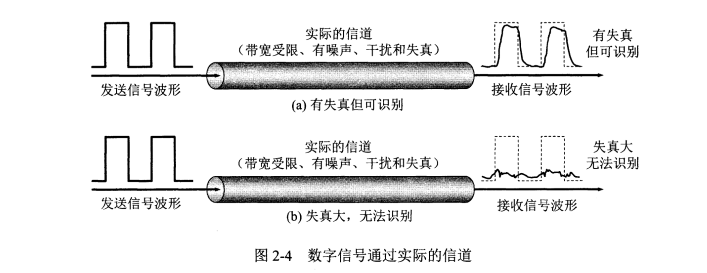 实际的信道
(带宽受限、有噪声、干扰和失真)
有失真
但可识别
发送信号波形
(a) 有失真但可识别
接收信号波形
实际的信道
(带宽受限、有噪声、干扰和失真)
失真大
无法识别
发送信号波形
(b) 失真大，无法识别
接收信号波形
图 2-4 数字信号通过实际的信道